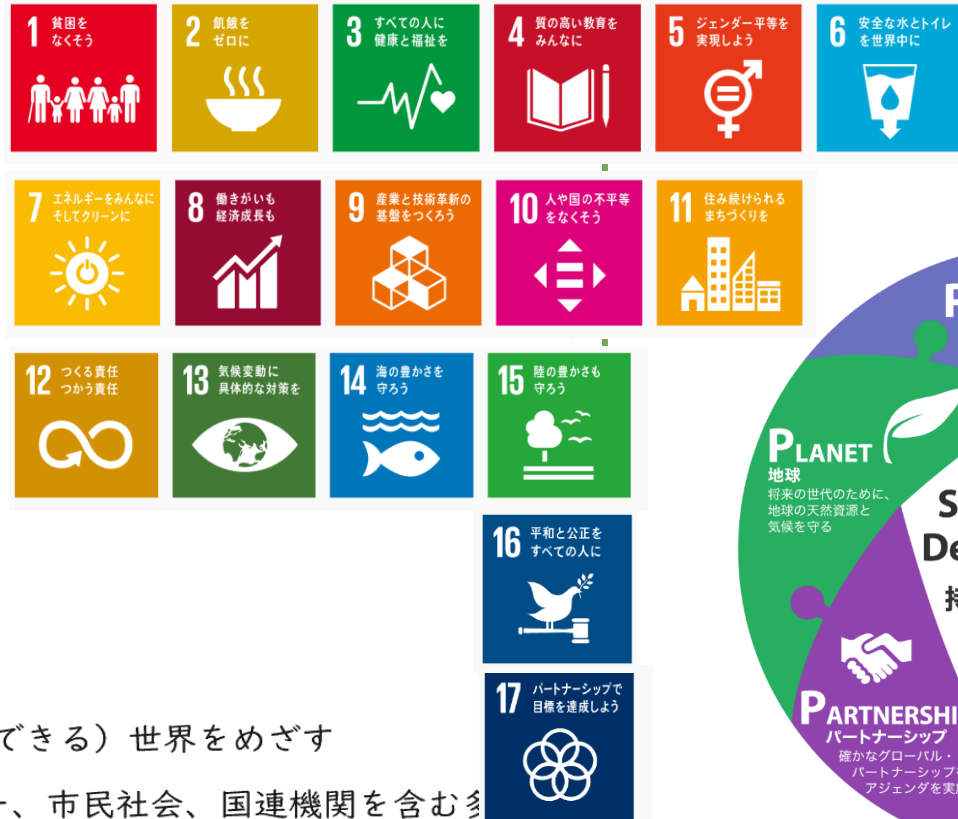 1 貧困を
なくそう
2 飢餓を
ゼロに
3 すべての人に
健康と福祉を
4 質の高い教育を
みんなに
5 ジェンダー平等を
実現しよう
6 安全な水とトイレ
を世界中に
7 エネルギーをみんなに
そしてクリーンに
8 働きがいも
経済成長も
9 産業と技術革新の
基盤をつくろう
10 人や国の不平等
をなくそう
11 住み続けられる
まちづくりを
12 つくる責任
つかう責任
13 気候変動に
具体的な対策を
14 海の豊かさを
守ろう
15 陸の豊かさも
守ろう
16 平和と公正を
すべての人に
17 パートナーシップで
目標を達成しよう
できる）世界をめざす
、市民社会、国連機関を含む
P
PLANET
地球
将来の世代のために、
地球の天然資源と
気候を守る
S
De
持
PARTNERSHI
パートナーシップ
確かなグローバル・
パートナーシップ
アジェンダを実